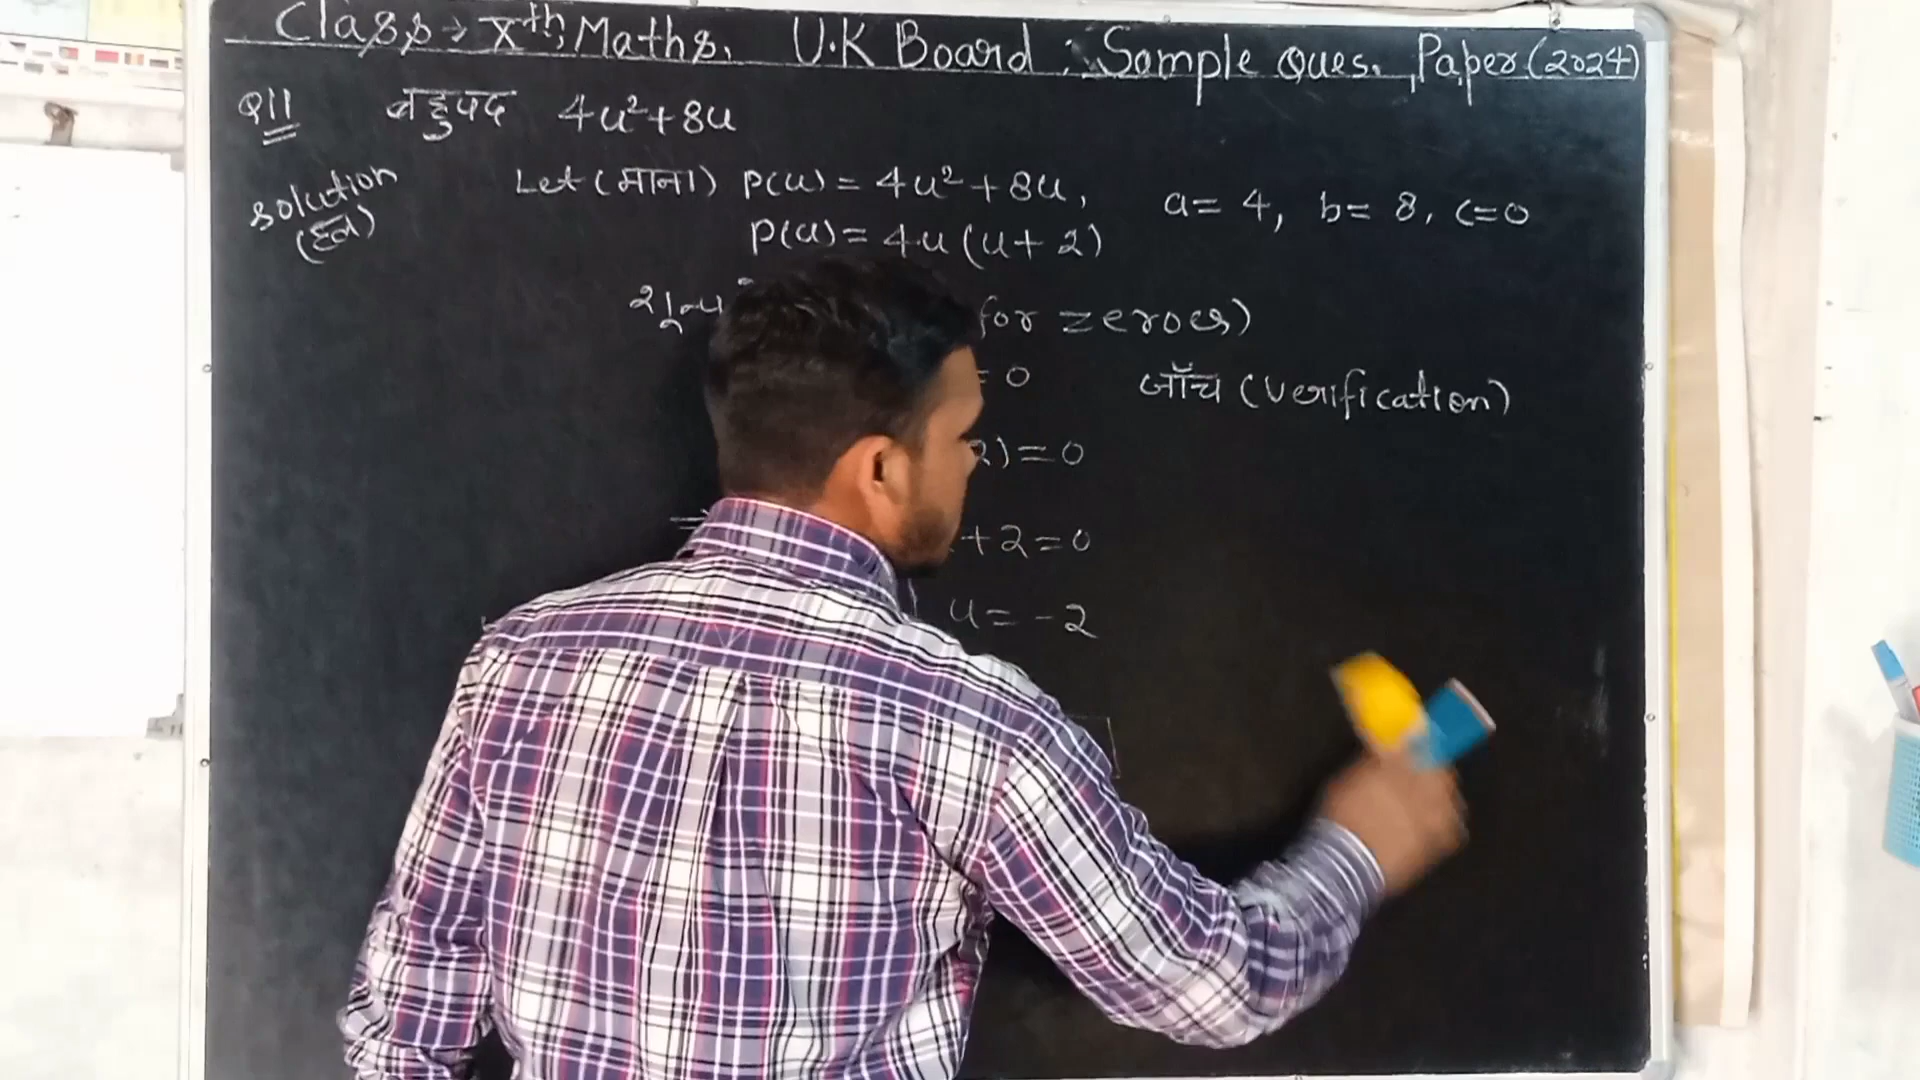 Class → Xth, Maths. U.K Board : Sample Ques. Paper (2024)
Q11 बहुपद 4u²+8u
Solution (हल)
Let (माना) P(u) = 4u²+8u, a= 4, b= 8, c=0
P(u) = 4u (u+2)
for zeroes)
= 0 जाँच (Verification)
2) = 0
+2=0
u = -2